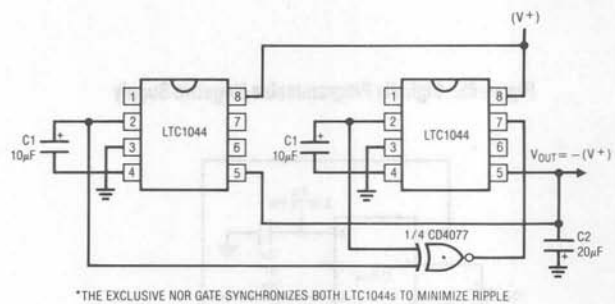 (V+)
1 8
2 7
3 6
4 5
LTC1044
C1
10µF
+
1 8
2 7
3 6
4 5
LTC1044
C1
10µF
+
VOUT = −(V+)
1/4 CD4077
C2
20µF
+
*THE EXCLUSIVE NOR GATE SYNCHRONIZES BOTH LTC1044s TO MINIMIZE RIPPLE